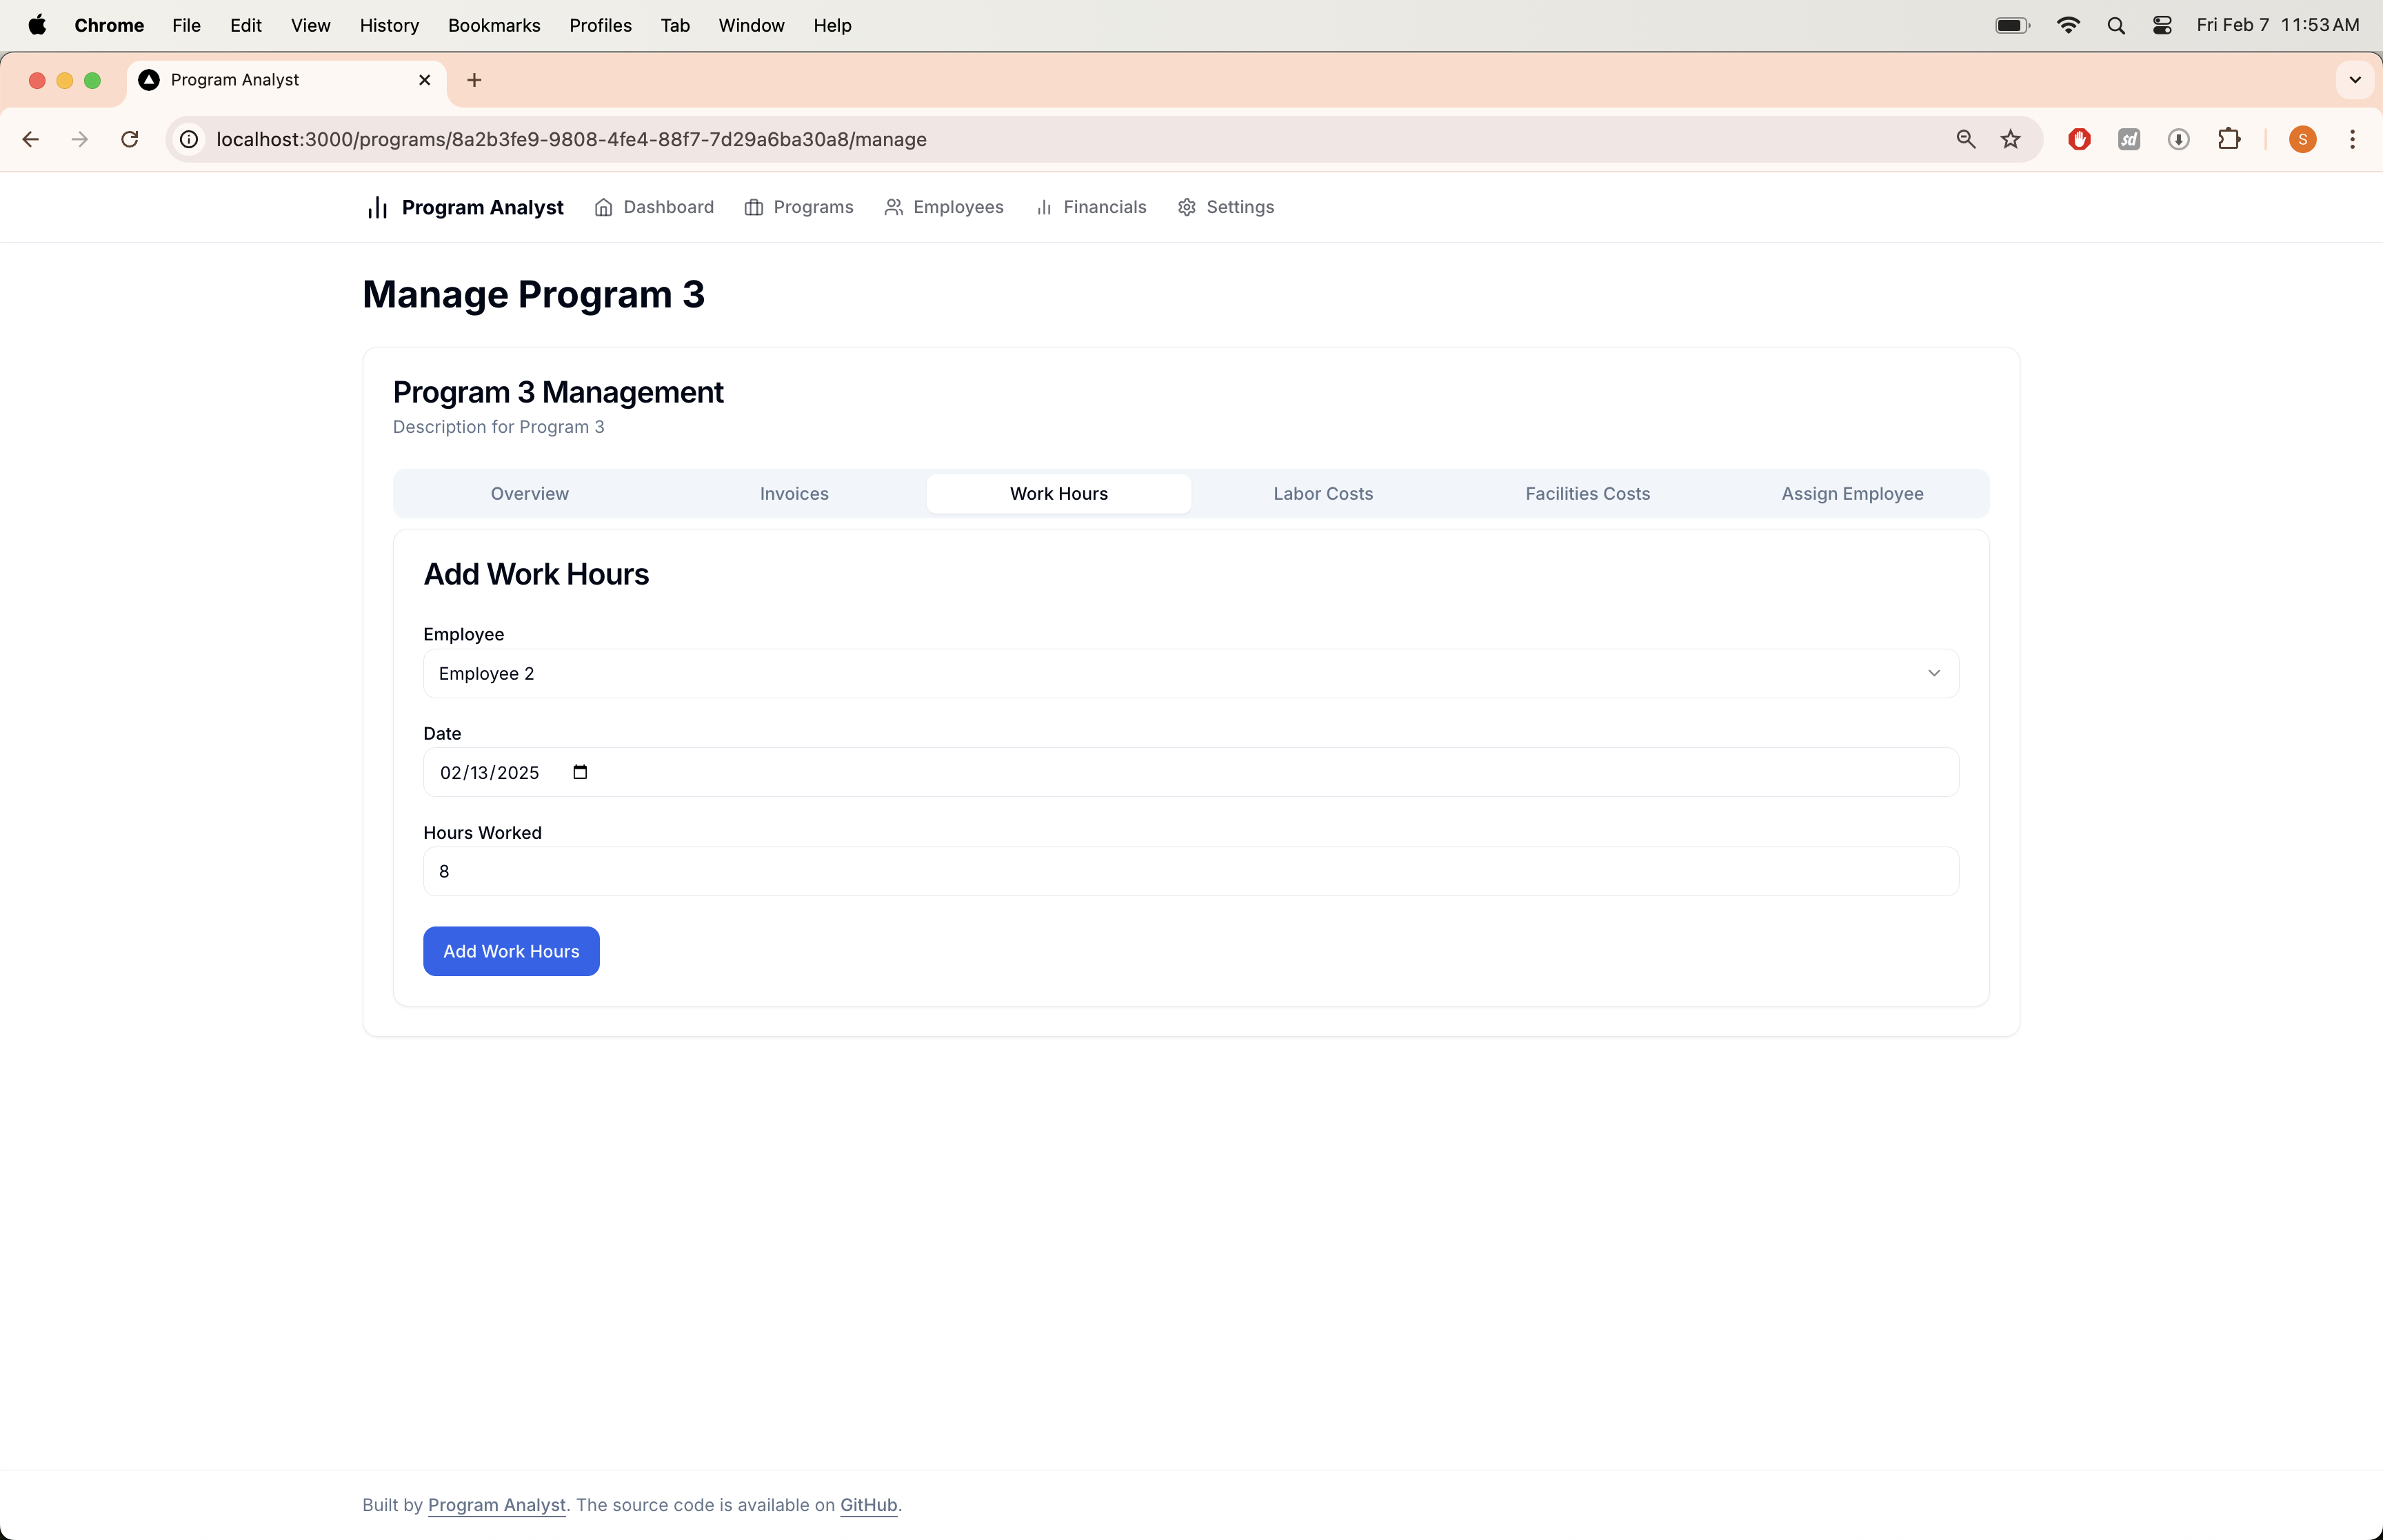 Chrome File Edit View History Bookmarks Profiles Tab Window Help Fri Feb 7 11:53 AM
Program Analyst
localhost:3000/programs/8a2b3fe9-9808-4fe4-88f7-7d29a6ba30a8/manage sd S
Program Analyst Dashboard Programs Employees Financials Settings
Manage Program 3
Program 3 Management
Description for Program 3
Overview Invoices Work Hours Labor Costs Facilities Costs Assign Employee
Add Work Hours
Employee
Employee 2
Date
02/13/2025
Hours Worked
8
Add Work Hours
Built by Program Analyst. The source code is available on GitHub.